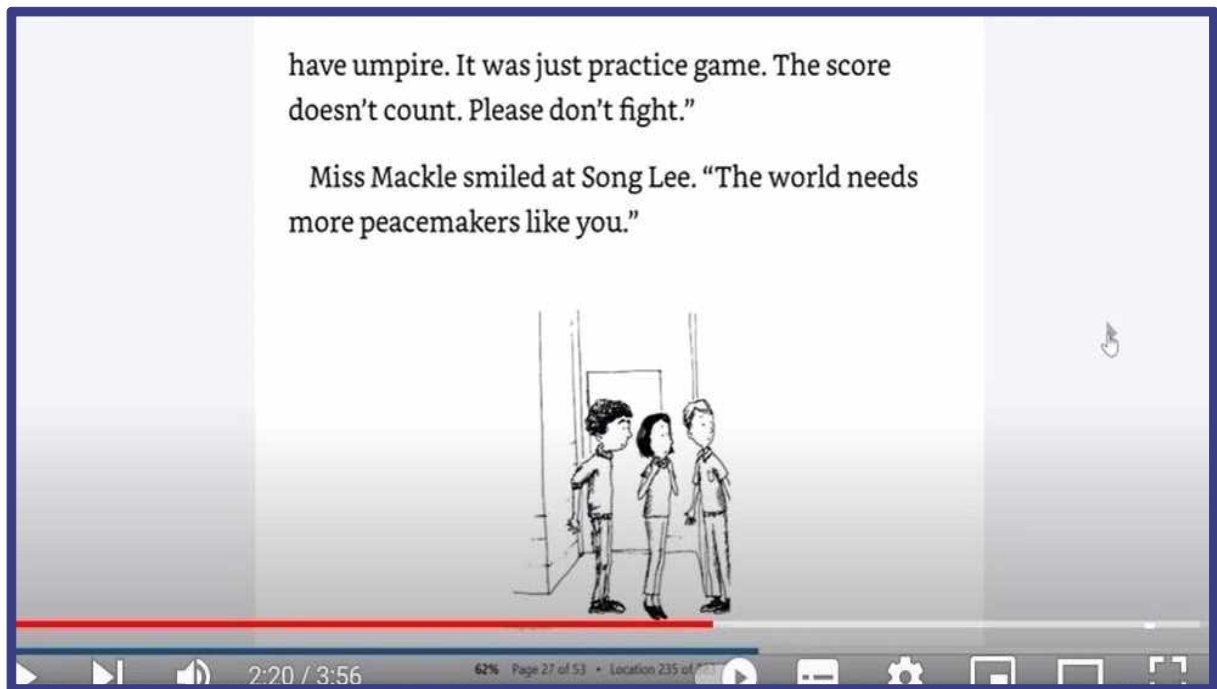 have umpire. It was just practice game. The score
doesn't count. Please don't fight.”
Miss Mackle smiled at Song Lee. “The world needs
more peacemakers like you.”
2:20 / 3:56
62% Page 27 of 53 • Location 235 of